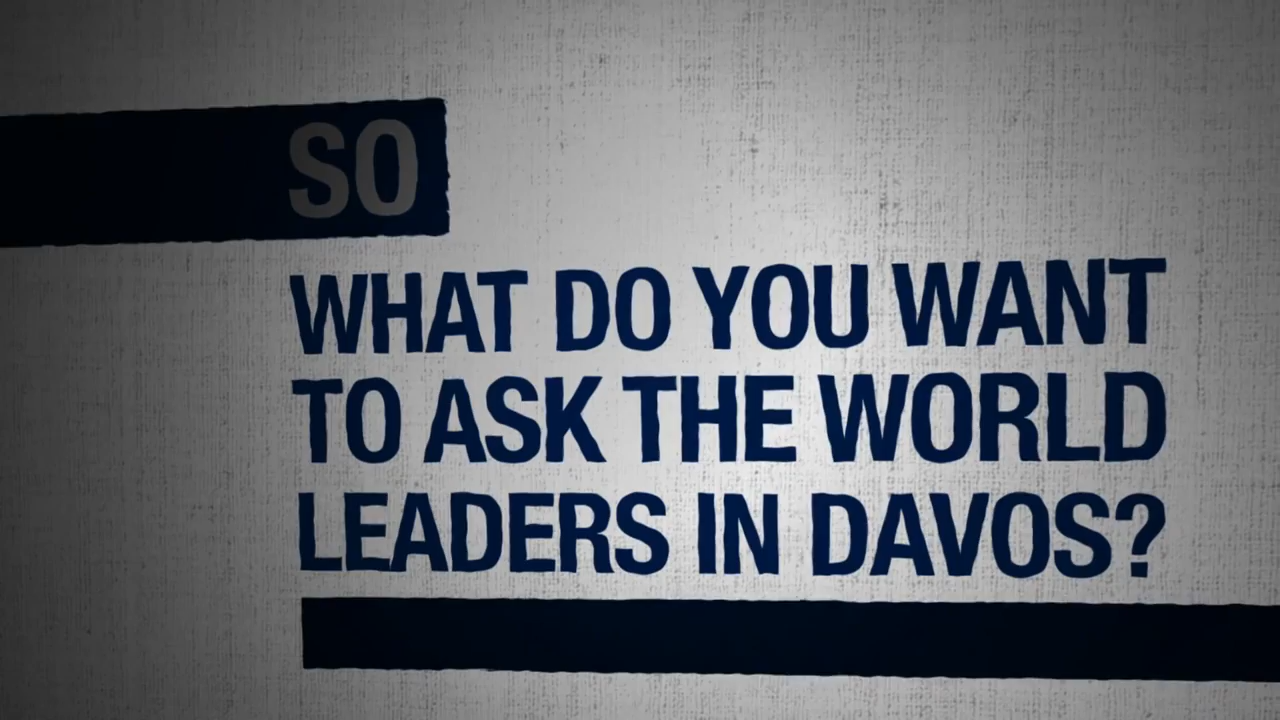 SO
WHAT DO YOU WANT
TO ASK THE WORLD
LEADERS IN DAVOS?